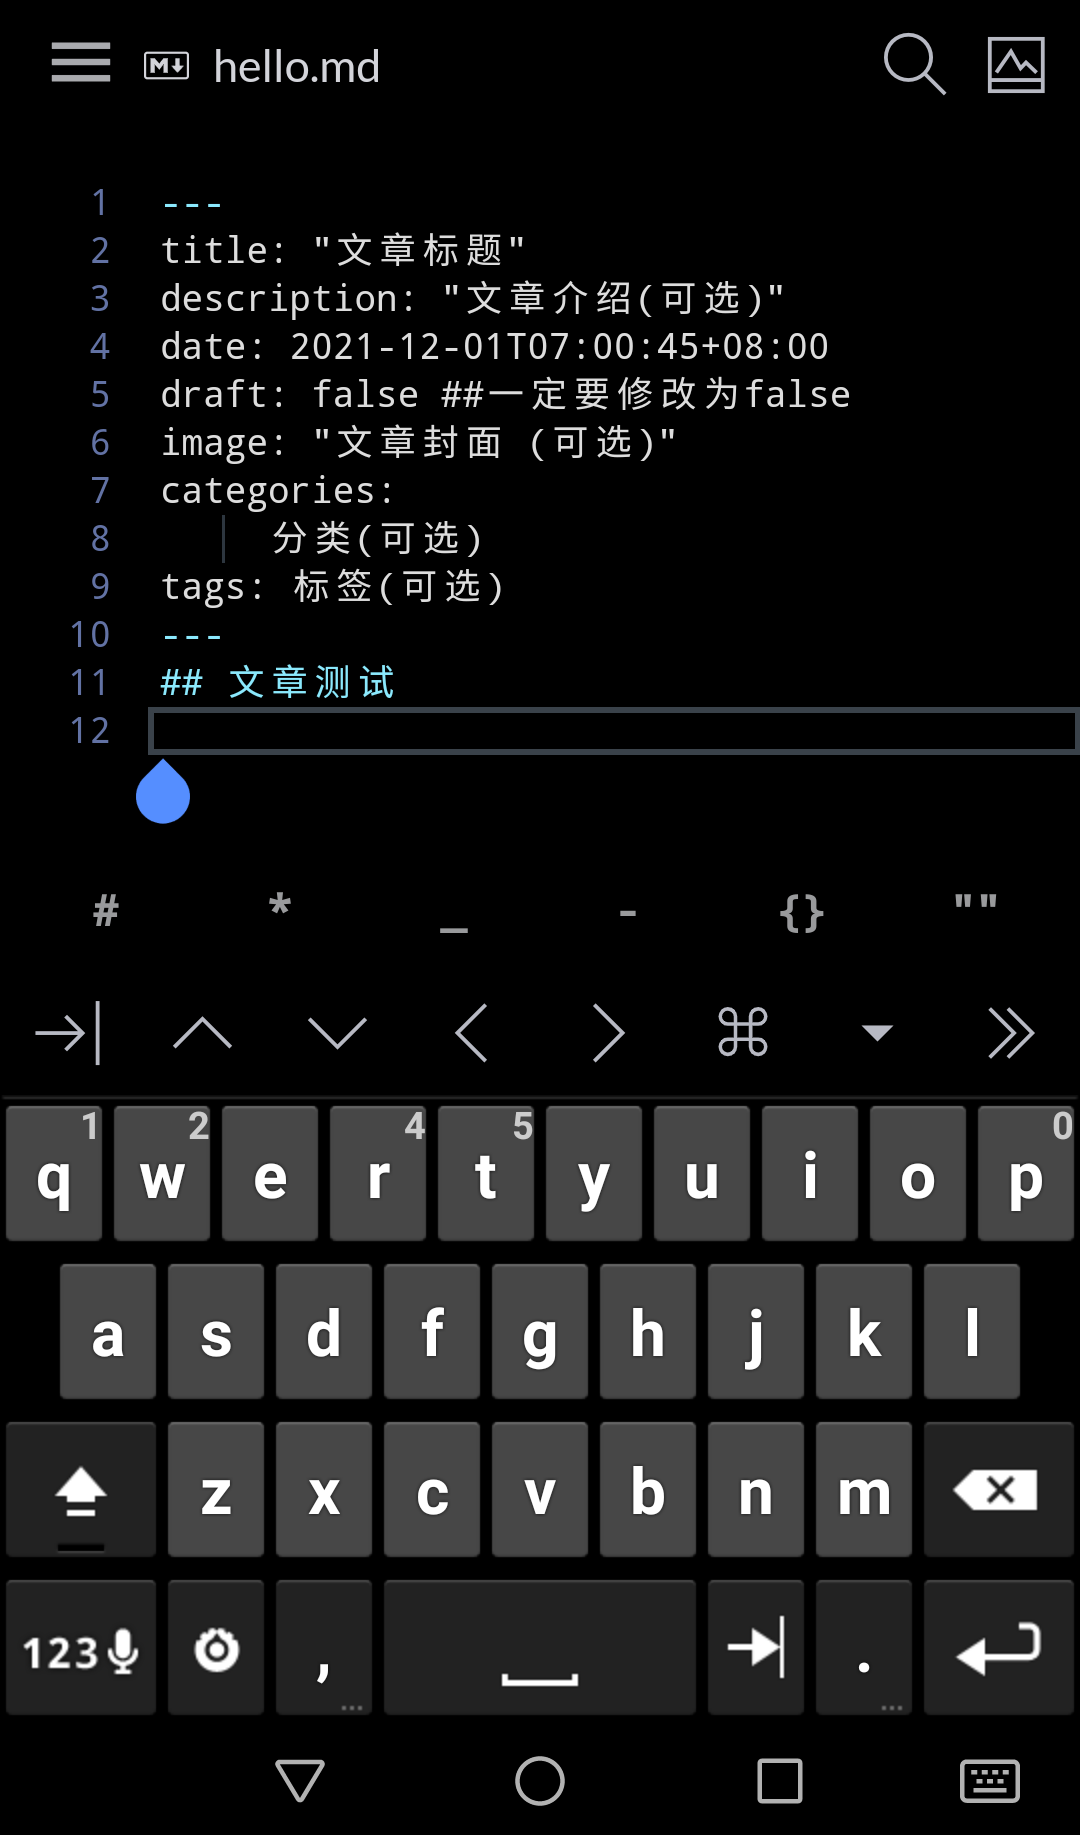 M↓ hello.md
1 ---
2 title: "文章标题"
3 description: "文章介绍(可选)"
4 date: 2021-12-01T07:00:45+08:00
5 draft: false ##一定要修改为false
6 image: "文章封面 (可选)"
7 categories:
8 分类(可选)
9 tags: 标签(可选)
10 ---
11 ## 文章测试
12
# * _ - {} ""
1 2 4 5 0
q w e r t y u i o p
a s d f g h j k l
z x c v b n m
123 , .
... ...